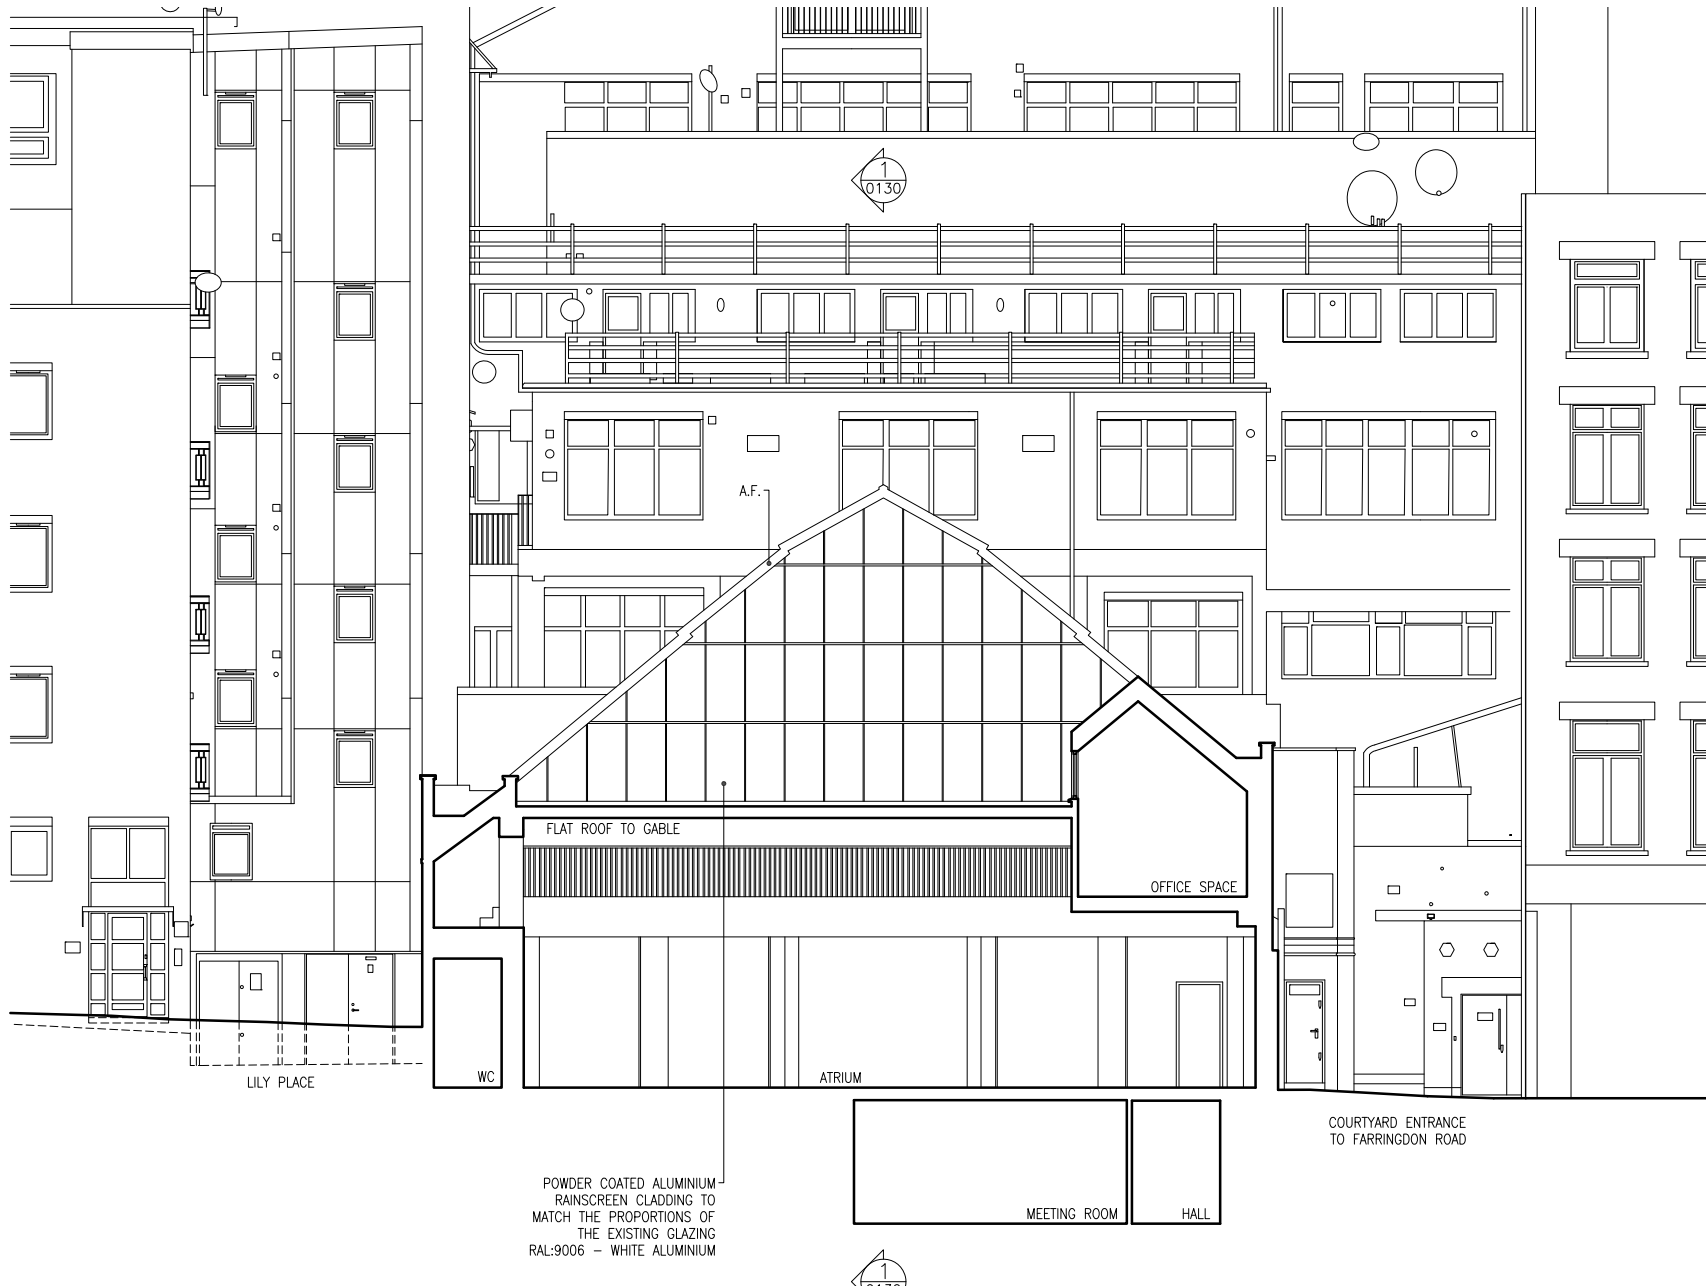 1
0130
A.F.
FLAT ROOF TO GABLE
OFFICE SPACE
WC
ATRIUM
LILY PLACE
COURTYARD ENTRANCE
TO FARRINGDON ROAD
POWDER COATED ALUMINIUM
RAINSCREEN CLADDING TO
MATCH THE PROPORTIONS OF
THE EXISTING GLAZING
RAL:9006 – WHITE ALUMINIUM
MEETING ROOM
HALL
1